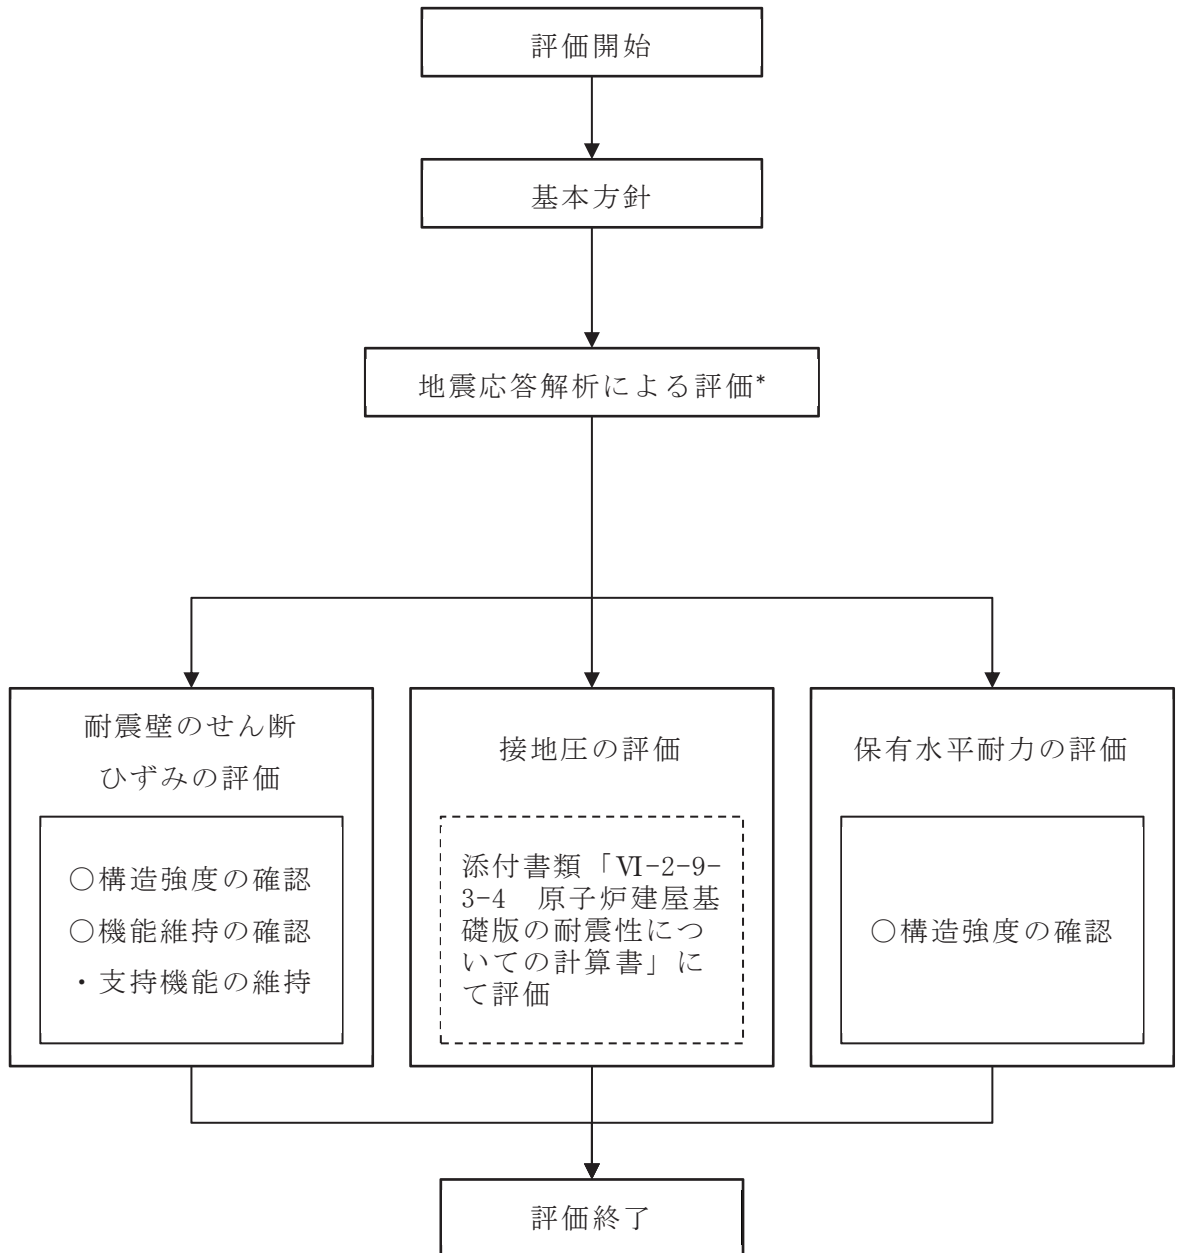 評価開始
基本方針
地震応答解析による評価*
耐震壁のせん断
ひずみの評価
○構造強度の確認
○機能維持の確認
・支持機能の維持
接地圧の評価
添付書類「Ⅵ-2-9-
3-4　原子炉建屋基
礎版の耐震性につ
いての計算書」に
て評価
保有水平耐力の評価
○構造強度の確認
評価終了